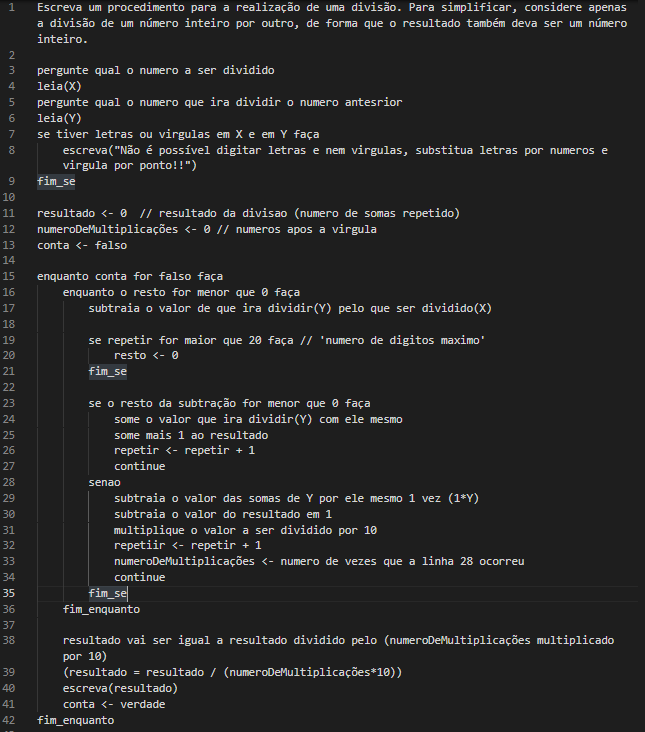 1 Escreva um procedimento para a realização de uma divisão. Para simplificar, considere apenas
a divisão de um número inteiro por outro, de forma que o resultado também deva ser um número
inteiro.
2
3 pergunte qual o numero a ser dividido
4 leia(X)
5 pergunte qual o numero que ira dividir o numero antesrior
6 leia(Y)
7 se tiver letras ou virgulas em X e em Y faça
8 escreva("Não é possível digitar letras e nem virgulas, substitua letras por numeros e
virgula por ponto!!")
9 fim_se
10
11 resultado <- 0 // resultado da divisao (numero de somas repetido)
12 numeroDeMultiplicações <- 0 // numeros apos a virgula
13 conta <- falso
14
15 enquanto conta for falso faça
16 enquanto o resto for menor que 0 faça
17 subtraia o valor de que ira dividir(Y) pelo que ser dividido(X)
18
19 se repetir for maior que 20 faça // 'numero de digitos maximo'
20 resto <- 0
21 fim_se
22
23 se o resto da subtração for menor que 0 faça
24 some o valor que ira dividir(Y) com ele mesmo
25 some mais 1 ao resultado
26 repetir <- repetir + 1
27 continue
28 senao
29 subtraia o valor das somas de Y por ele mesmo 1 vez (1*Y)
30 subtraia o valor do resultado em 1
31 multiplique o valor a ser dividido por 10
32 repetiir <- repetir + 1
33 numeroDeMultiplicações <- numero de vezes que a linha 28 ocorreu
34 continue
35 fim_se
36 fim_enquanto
37
38 resultado vai ser igual a resultado dividido pelo (numeroDeMultiplicações multiplicado
por 10)
39 (resultado = resultado / (numeroDeMultiplicações*10))
40 escreva(resultado)
41 conta <- verdade
42 fim_enquanto